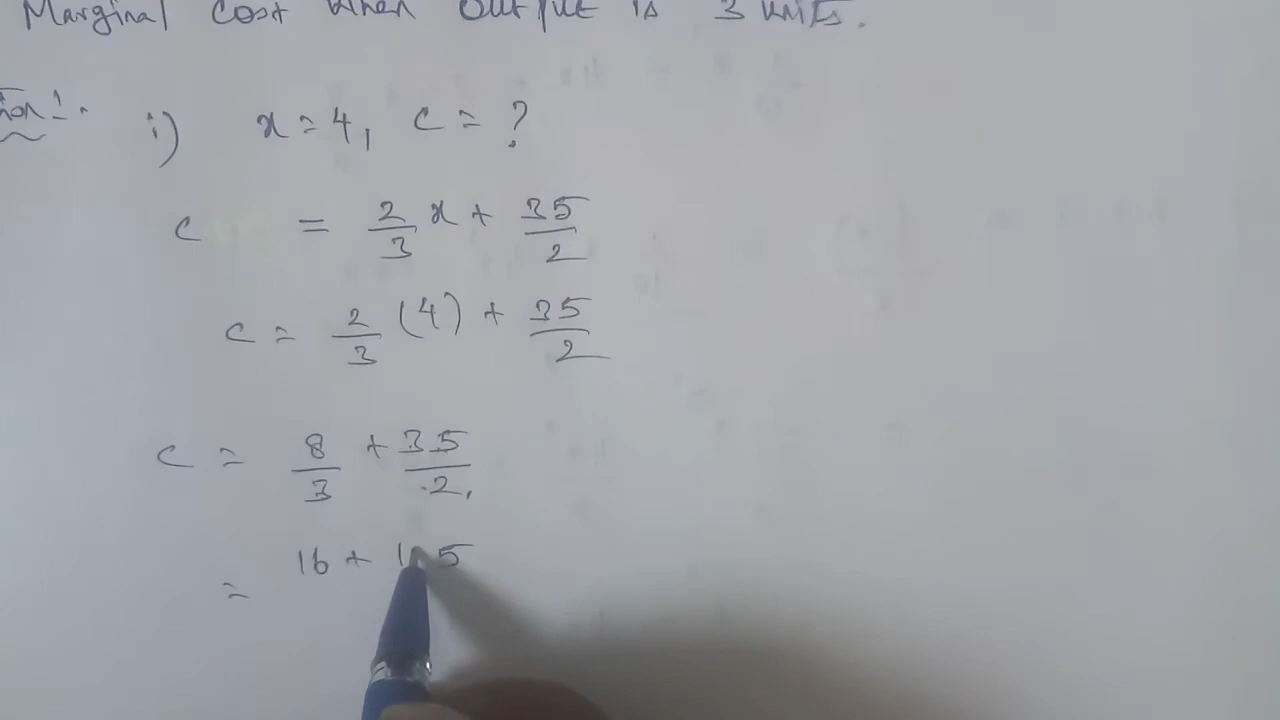 Marginal Cost when output is 3 units.
i) x = 4, C = ?
C = 2/3 x + 35/2
C = 2/3 (4) + 35/2
C = 8/3 + 35/2
= 16 + 105